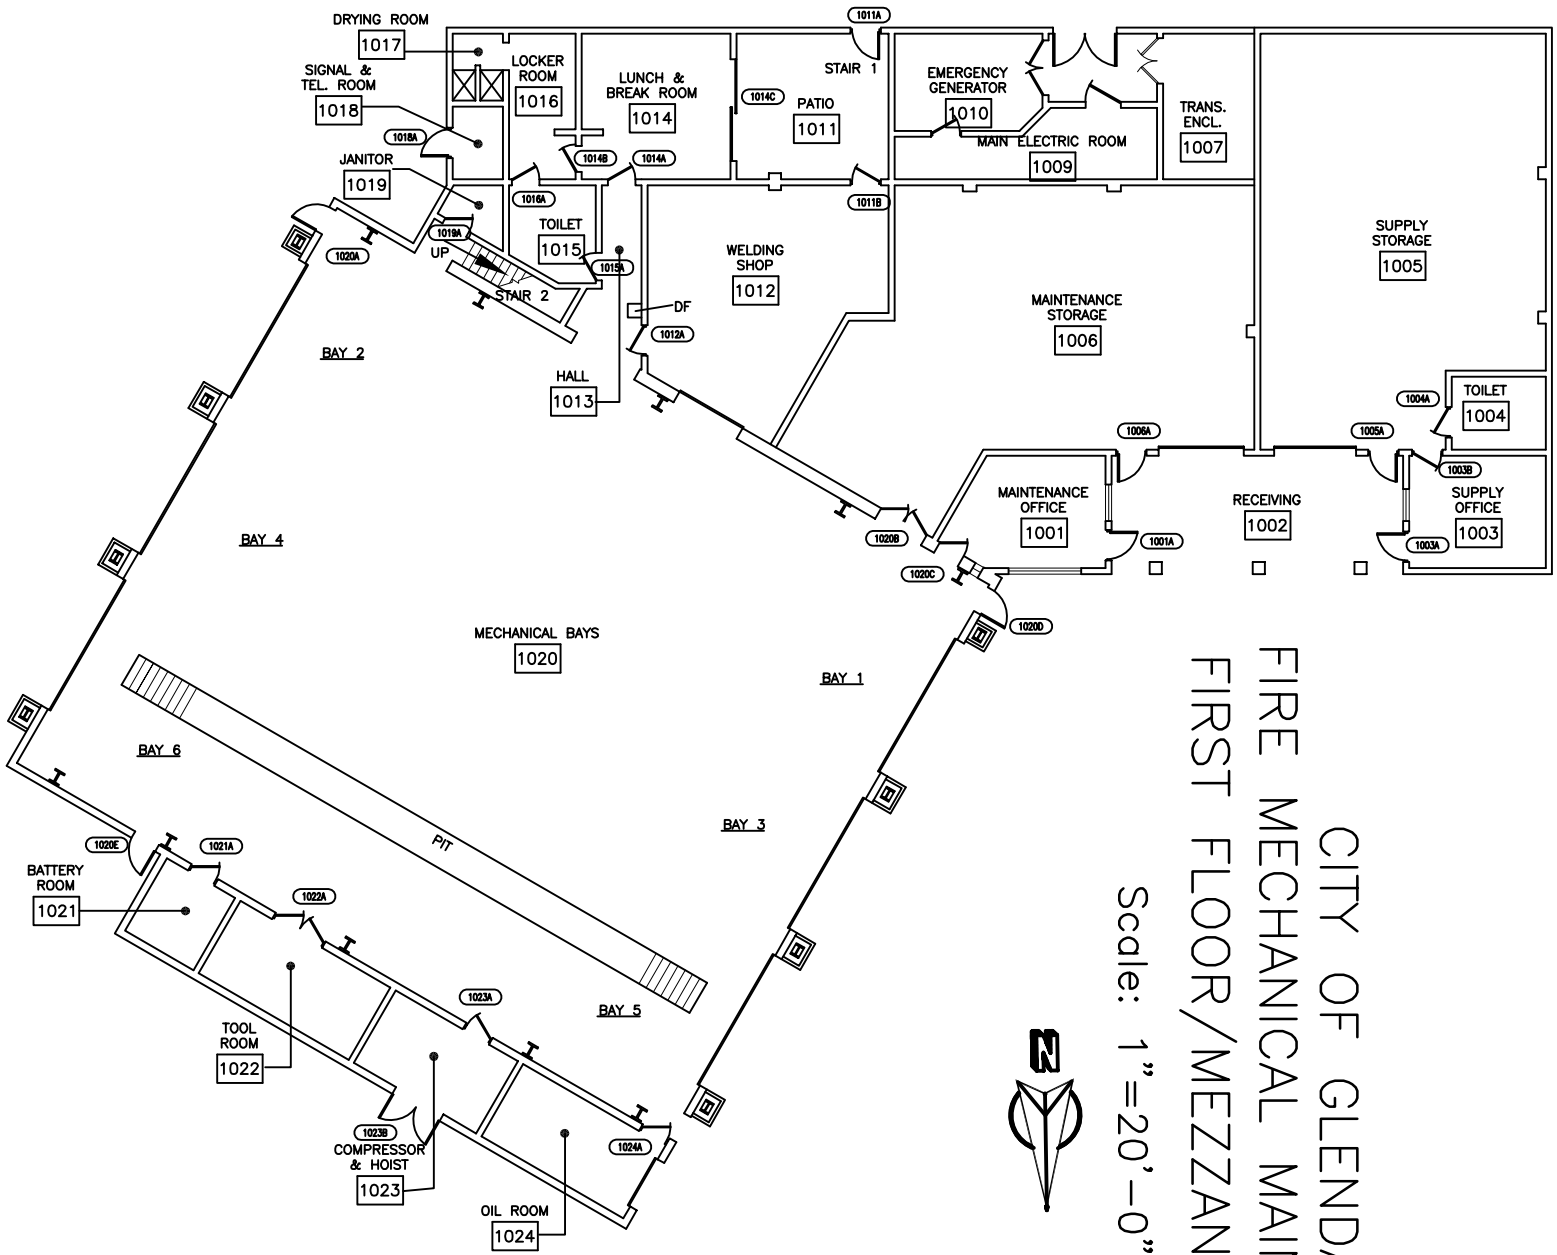 DRYING ROOM
1017
SIGNAL &
TEL. ROOM
1018
1018A
JANITOR
1019
1019A
UP
STAIR 2
LOCKER
ROOM
1016
1016A
LUNCH &
BREAK ROOM
1014
1014B
1014A
1014C
1011A
STAIR 1
PATIO
1011
1011B
EMERGENCY
GENERATOR
1010
MAIN ELECTRIC ROOM
1009
TRANS.
ENCL.
1007
TOILET
1015
1015A
DF
1012A
HALL
1013
WELDING
SHOP
1012
MAINTENANCE
STORAGE
1006
1006A
SUPPLY
STORAGE
1005
1005A
TOILET
1004
1004A
1003B
SUPPLY
OFFICE
1003
1003A
RECEIVING
1002
MAINTENANCE
OFFICE
1001
1001A
1020A
1020B
1020C
1020D
BAY 2
BAY 4
MECHANICAL BAYS
1020
BAY 1
BAY 6
BAY 3
PIT
BAY 5
1020E
1021A
BATTERY
ROOM
1021
1022A
TOOL
ROOM
1022
1023A
1023B
COMPRESSOR
& HOIST
1023
1024A
OIL ROOM
1024
N
CITY OF GLENDA
FIRE MECHANICAL MAI
FIRST FLOOR/MEZZAN
Scale: 1"=20'-0"